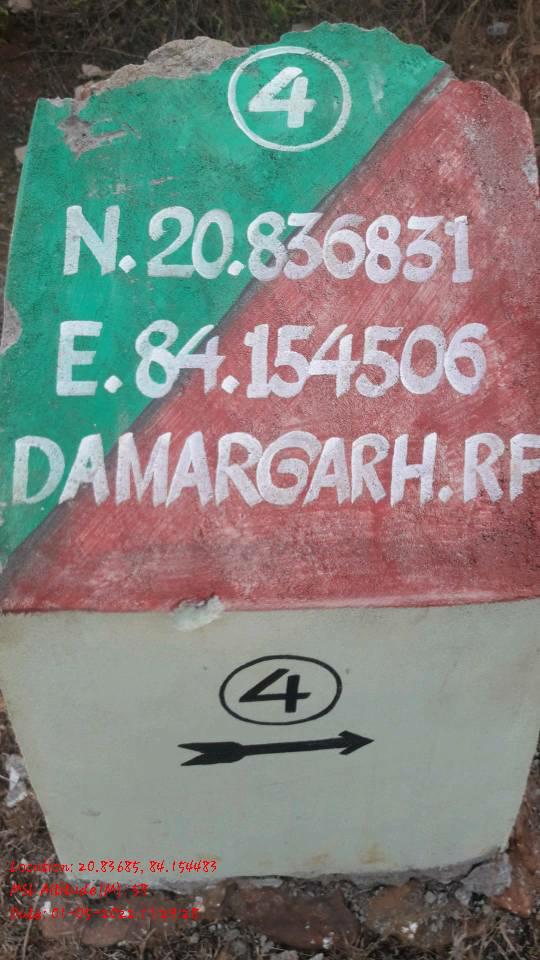 4
N. 20.836831
E. 84.154506
DAMARGARH. RF
4
Location: 20.83685, 84.154483